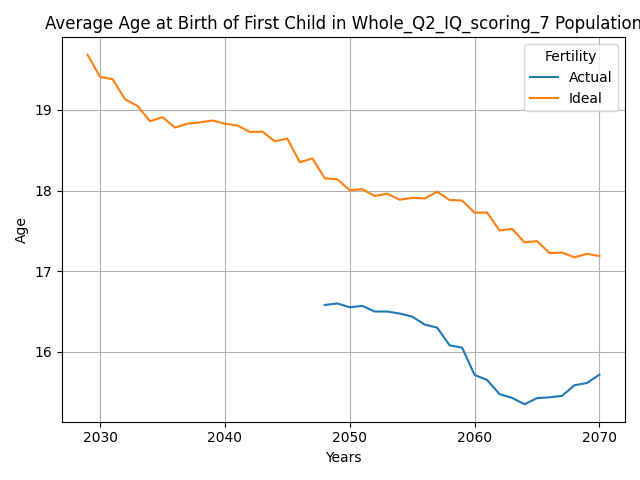 Average Age at Birth of First Child in Whole_Q2_IQ_scoring_7 Population
Fertility
Actual
Ideal
19
18
17
16
Age
2030
2040
2050
2060
2070
Years